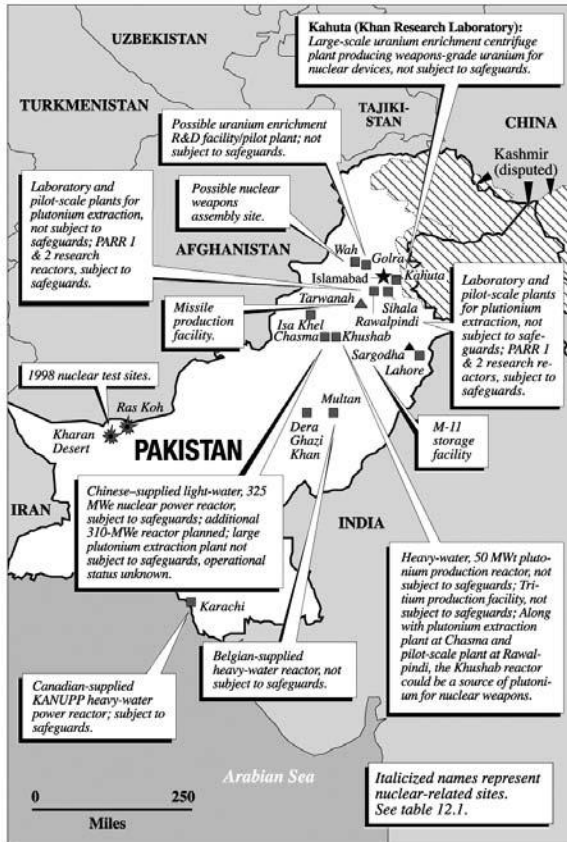 UZBEKISTAN
TURKMENISTAN
TAJIKI-
STAN
CHINA
Kashmir
(disputed)
AFGHANISTAN
Kahuta (Khan Research Laboratory):
Large-scale uranium enrichment centrifuge
plant producing weapons-grade uranium for
nuclear devices, not subject to safeguards.
Possible uranium enrichment
R&D facility/pilot plant; not
subject to safeguards.
Possible nuclear
weapons
assembly site.
Laboratory and
pilot-scale plants for
plutonium extraction,
not subject to
safeguards; PARR 1
& 2 research
reactors, subject to
safeguards.
Missile
production
facility.
1998 nuclear test sites.
Wah
Golra
Islamabad
Kahuta
Tarwanah
Sihala
Rawalpindi
Isa Khel
Chasma
Khushab
Sargodha
Lahore
Laboratory and
pilot-scale plants
for plutionium
extraction, not
subject to safe-
guards; PARR 1
& 2 research re-
actors, subject to
safeguards.
M-11
storage
facility
Ras Koh
Kharan
Desert
PAKISTAN
Multan
Dera
Ghazi
Khan
IRAN
INDIA
Chinese–supplied light-water, 325
MWe nuclear power reactor,
subject to safeguards; additional
310-MWe reactor planned; large
plutonium extraction plant not
subject to safeguards, operational
status unknown.
Heavy-water, 50 MWt pluto-
nium production reactor, not
subject to safeguards; Tri-
tium production facility, not
subject to safeguards; Along
with plutonium extraction
plant at Chasma and
pilot-scale plant at Rawal-
pindi, the Khushab reactor
could be a source of plutoni-
um for nuclear weapons.
Karachi
Belgian-supplied
heavy-water reactor, not
subject to safeguards.
Canadian-supplied
KANUPP heavy-water
power reactor; subject to
safeguards.
Arabian Sea
0 250
Miles
Italicized names represent
nuclear-related sites.
See table 12.1.